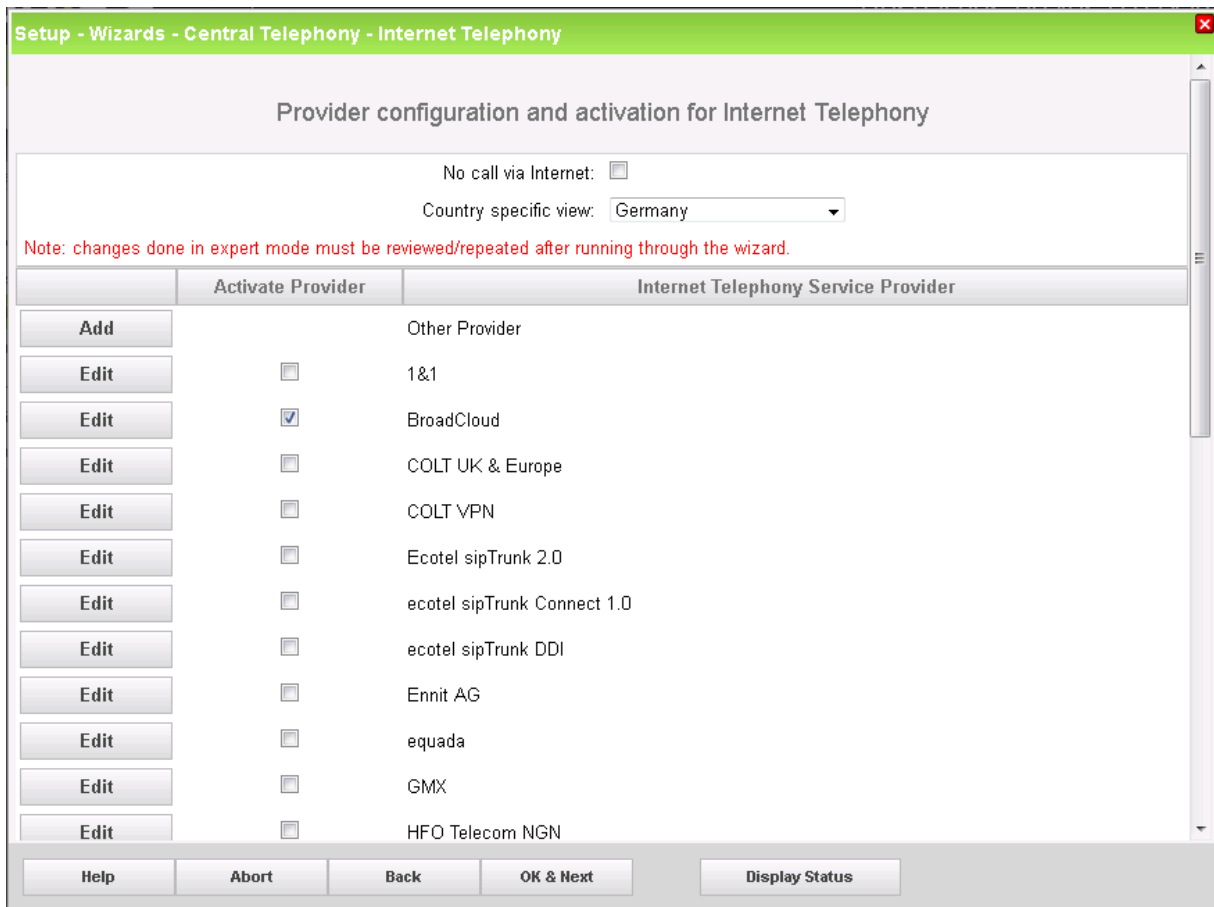 Setup - Wizards - Central Telephony - Internet Telephony
Provider configuration and activation for Internet Telephony
No call via Internet:
Country specific view: Germany
Note: changes done in expert mode must be reviewed/repeated after running through the wizard.
Activate Provider Internet Telephony Service Provider
Add Other Provider
Edit 1&1
Edit BroadCloud
Edit COLT UK & Europe
Edit COLT VPN
Edit Ecotel sipTrunk 2.0
Edit ecotel sipTrunk Connect 1.0
Edit ecotel sipTrunk DDI
Edit Ennit AG
Edit equada
Edit GMX
Edit HFO Telecom NGN
Help Abort Back OK & Next Display Status